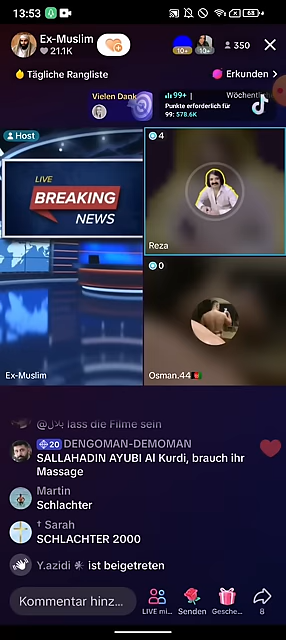 13:53
68
Ex-Muslim
21.1K
10+
350
Tägliche Rangliste
Erkunden
Vielen Dank
99+
Punkte erforderlich für
99: 578.6K
Host
LIVE
BREAKING
NEWS
Ex-Muslim
4
Reza
0
Osman.44
lass die Filme sein
20 DENGOMAN-DEMOMAN
SALLAHADIN AYUBI Al Kurdi, brauch ihr
Massage
Martin
Schlachter
† Sarah
SCHLACHTER 2000
Y.azidi ist beigetreten
Kommentar hinz...
LIVE mi...
Senden
Gesche...
8